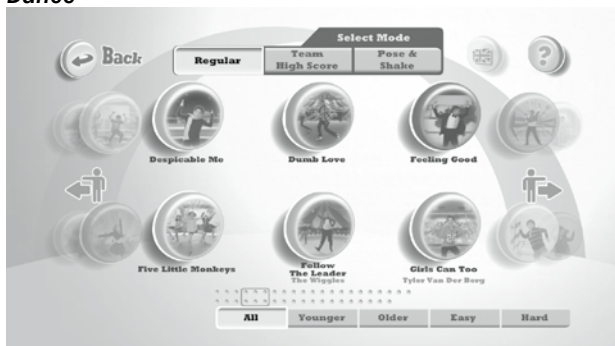 Dance
Select Mode
Back
Regular
Team
High Score
Pose &
Shake
?
Despicable Me
Dumb Love
Feeling Good
Five Little Monkeys
Follow
The Leader
The Wiggles
Girls Can Too
Tyler Van Der Berg
All
Younger
Older
Easy
Hard